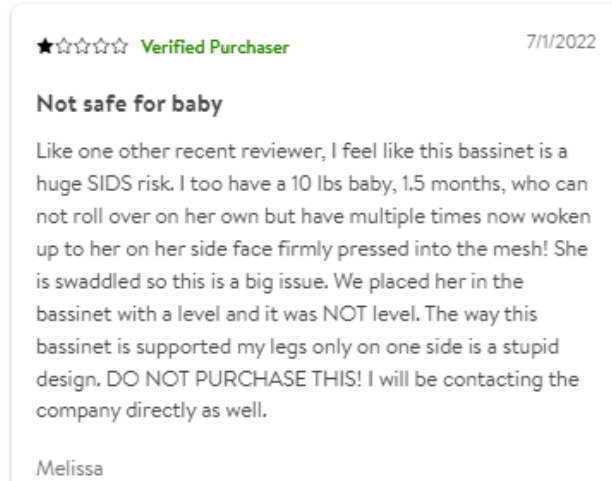 Verified Purchaser
7/1/2022
Not safe for baby
Like one other recent reviewer, I feel like this bassinet is a
huge SIDS risk. I too have a 10 lbs baby, 1.5 months, who can
not roll over on her own but have multiple times now woken
up to her on her side face firmly pressed into the mesh! She
is swaddled so this is a big issue. We placed her in the
bassinet with a level and it was NOT level. The way this
bassinet is supported my legs only on one side is a stupid
design. DO NOT PURCHASE THIS! I will be contacting the
company directly as well.
Melissa